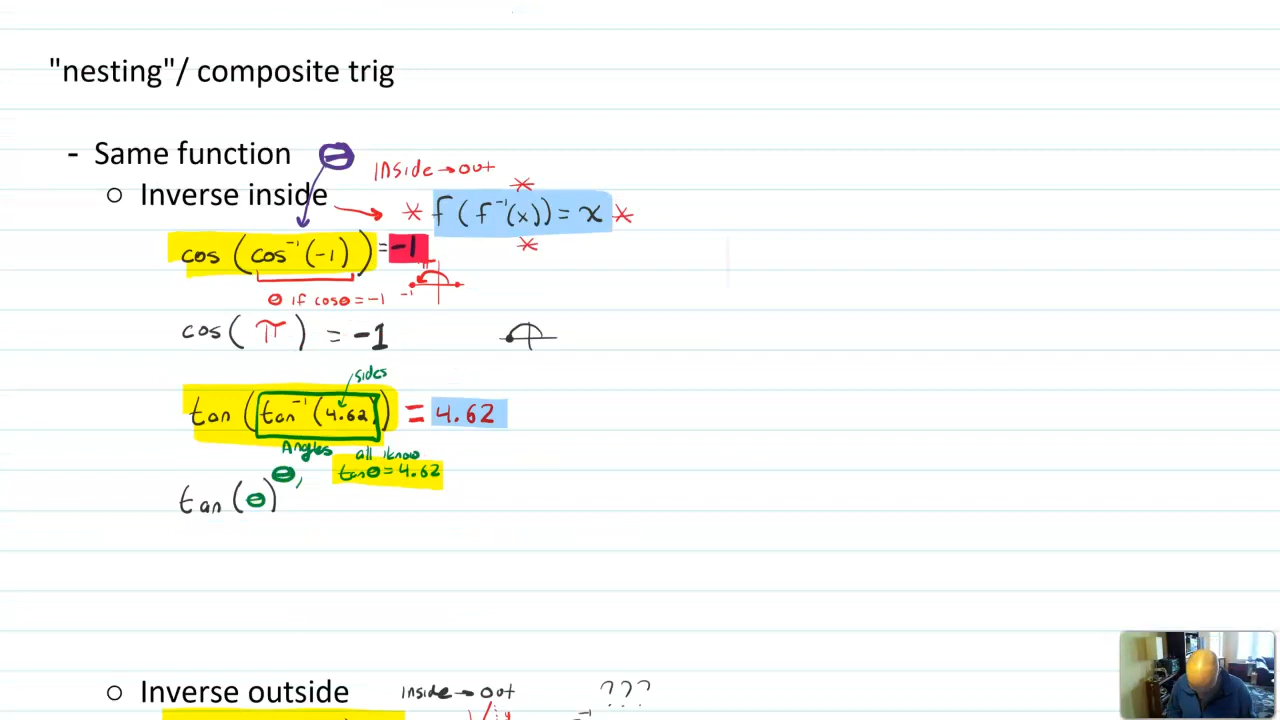 "nesting"/ composite trig
- Same function Θ
inside → out
○ Inverse inside
* f(f⁻¹(x)) = x *
cos (cos⁻¹(-1)) = -1
π
-1
θ if cosθ = -1
cos(π) = -1
sides
tan (tan⁻¹(4.62)) = 4.62
Angles
all i know
θ
tanθ = 4.62
tan(θ)
○ Inverse outside
inside → out
???